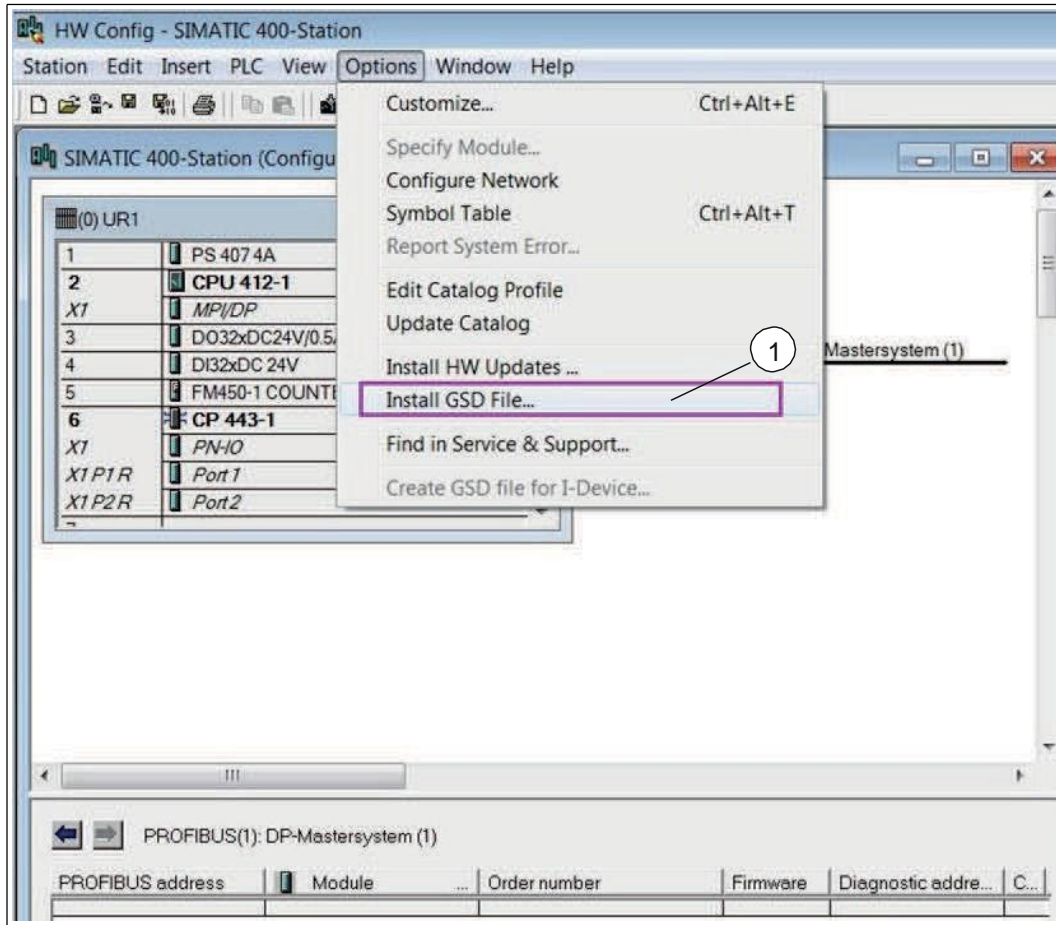 HW Config - SIMATIC 400-Station
Station Edit Insert PLC View Options Window Help
Customize... Ctrl+Alt+E
SIMATIC 400-Station (Configu
Specify Module...
Configure Network
(0) UR1
Symbol Table Ctrl+Alt+T
Report System Error...
1 PS 407 4A
2 CPU 412-1
Edit Catalog Profile
X1 MPI/DP
Update Catalog
3 DO32xDC24V/0.5
1
Mastersystem (1)
4 DI32xDC 24V
Install HW Updates ...
5 FM450-1 COUNTE
Install GSD File...
6 CP 443-1
X1 PN-IO
Find in Service & Support...
X1 P1 R Port 1
Create GSD file for I-Device...
X1 P2 R Port 2
PROFIBUS(1): DP-Mastersystem (1)
PROFIBUS address Module ... Order number Firmware Diagnostic addre... C...